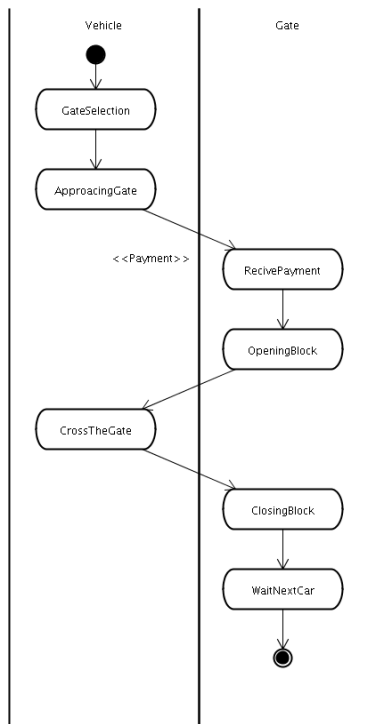 Vehicle
Gate
GateSelection
ApproacingGate
<<Payment>>
RecivePayment
OpeningBlock
CrossTheGate
ClosingBlock
WaitNextCar